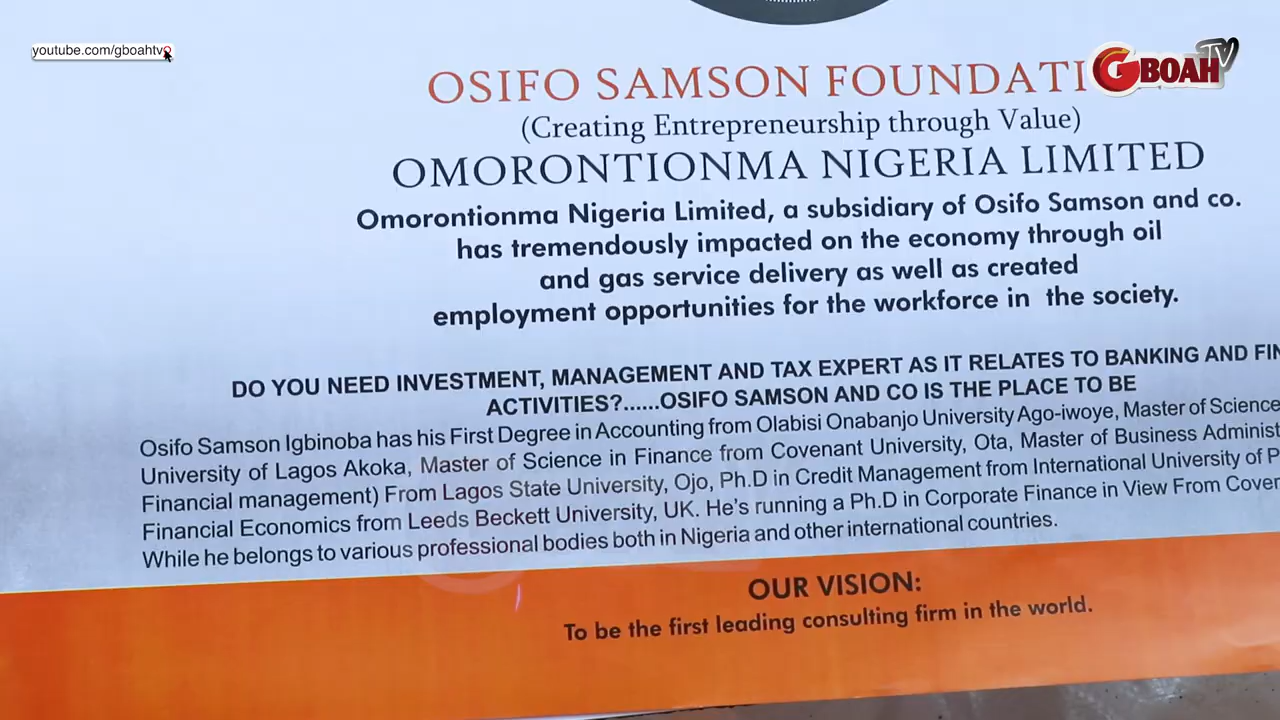 youtube.com/gboahtv
GBOAH TV
OSIFO SAMSON FOUNDATI
(Creating Entrepreneurship through Value)
OMORONTIONMA NIGERIA LIMITED
Omorontionma Nigeria Limited, a subsidiary of Osifo Samson and co.
has tremendously impacted on the economy through oil
and gas service delivery as well as created
employment opportunities for the workforce in the society.
DO YOU NEED INVESTMENT, MANAGEMENT AND TAX EXPERT AS IT RELATES TO BANKING AND FIN
ACTIVITIES?......OSIFO SAMSON AND CO IS THE PLACE TO BE
Osifo Samson Igbinoba has his First Degree in Accounting from Olabisi Onabanjo University Ago-iwoye, Master of Science
University of Lagos Akoka, Master of Science in Finance from Covenant University, Ota, Master of Business Administ
Financial management) From Lagos State University, Ojo, Ph.D in Credit Management from International University of P
Financial Economics from Leeds Beckett University, UK. He's running a Ph.D in Corporate Finance in View From Cover
While he belongs to various professional bodies both in Nigeria and other international countries.
OUR VISION:
To be the first leading consulting firm in the world.